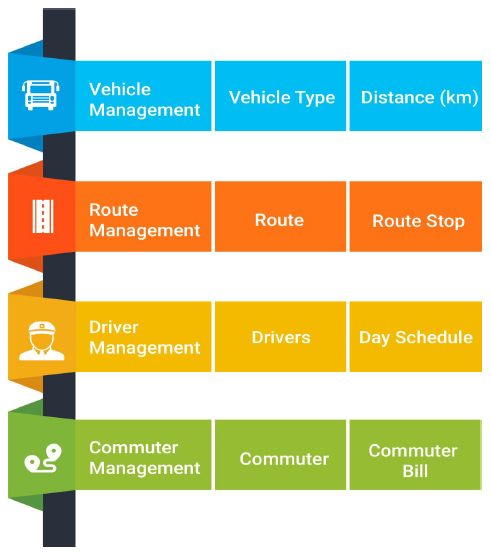 Vehicle
Management
Vehicle Type
Distance (km)
Route
Management
Route
Route Stop
Driver
Management
Drivers
Day Schedule
Commuter
Management
Commuter
Commuter
Bill